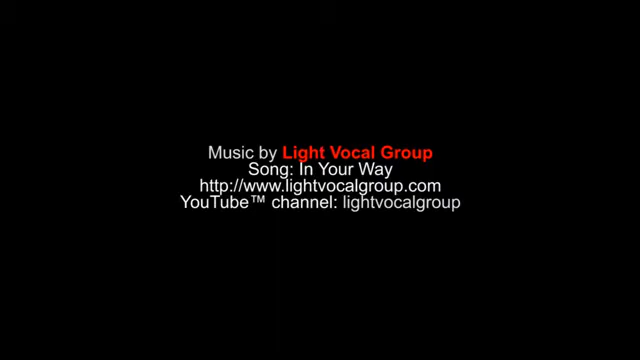 Music by Light Vocal Group
Song: In Your Way
http://www.lightvocalgroup.com
YouTube™ channel: lightvocalgroup